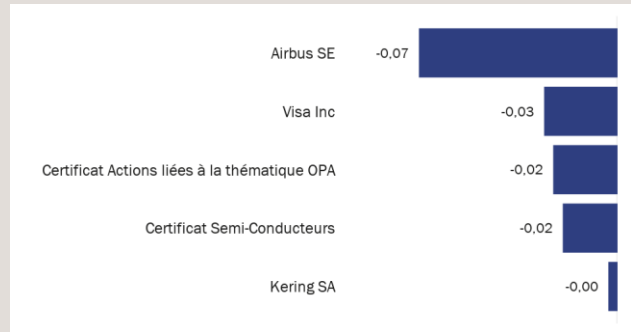 Airbus SE -0,07
Visa Inc -0,03
Certificat Actions liées à la thématique OPA -0,02
Certificat Semi-Conducteurs -0,02
Kering SA -0,00